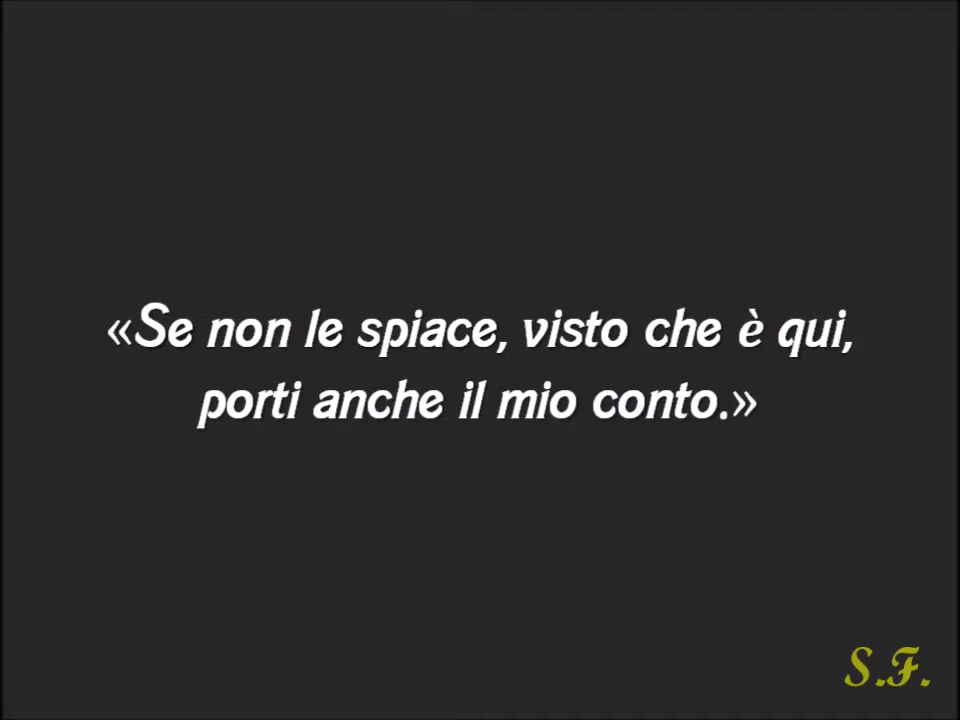 «Se non le spiace, visto che è qui,
porti anche il mio conto.»
S.F.